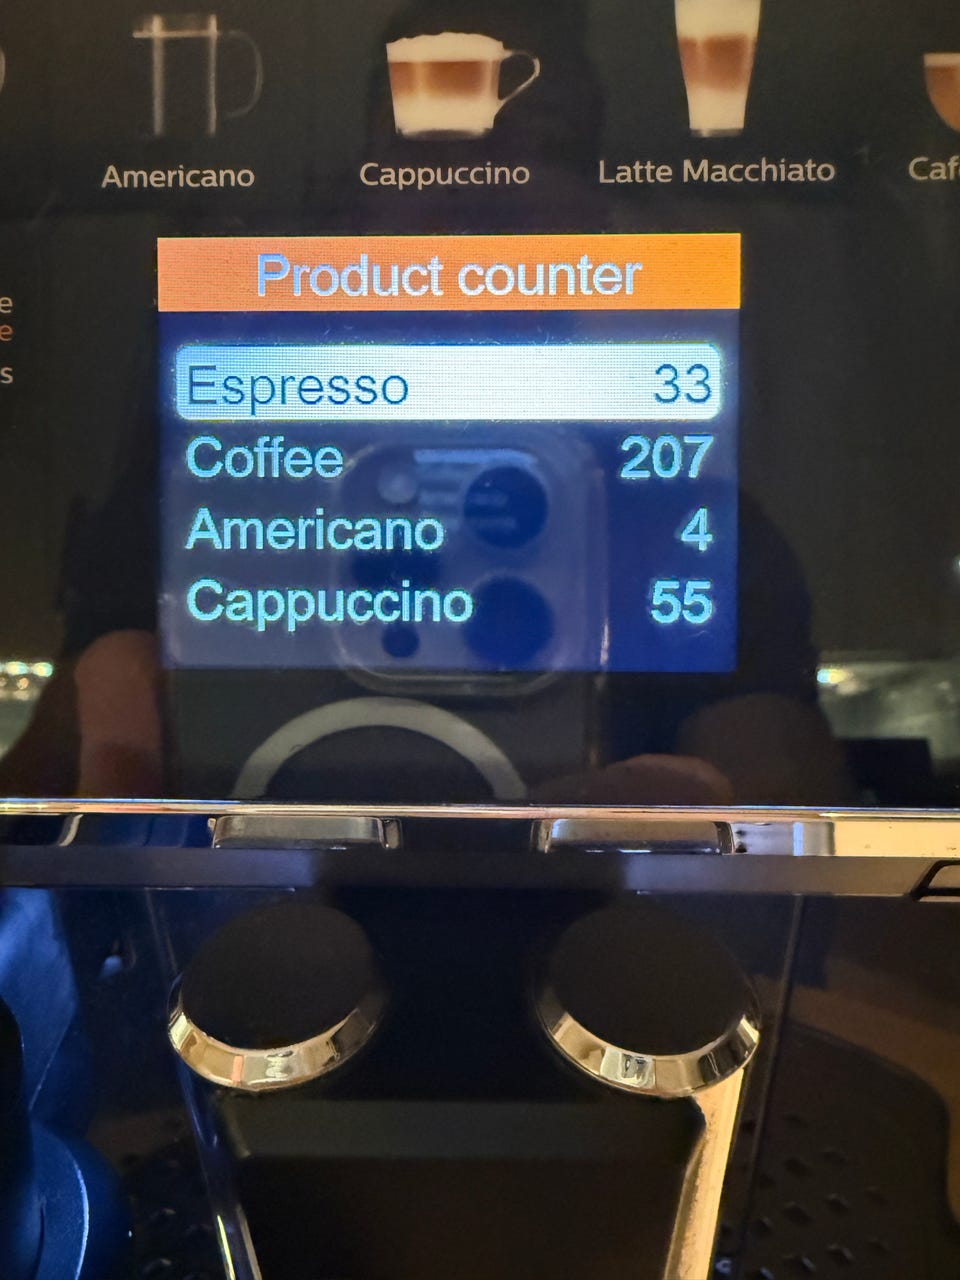 Americano
Cappuccino
Latte Macchiato
Product counter
Espresso 33
Coffee 207
Americano 4
Cappuccino 55